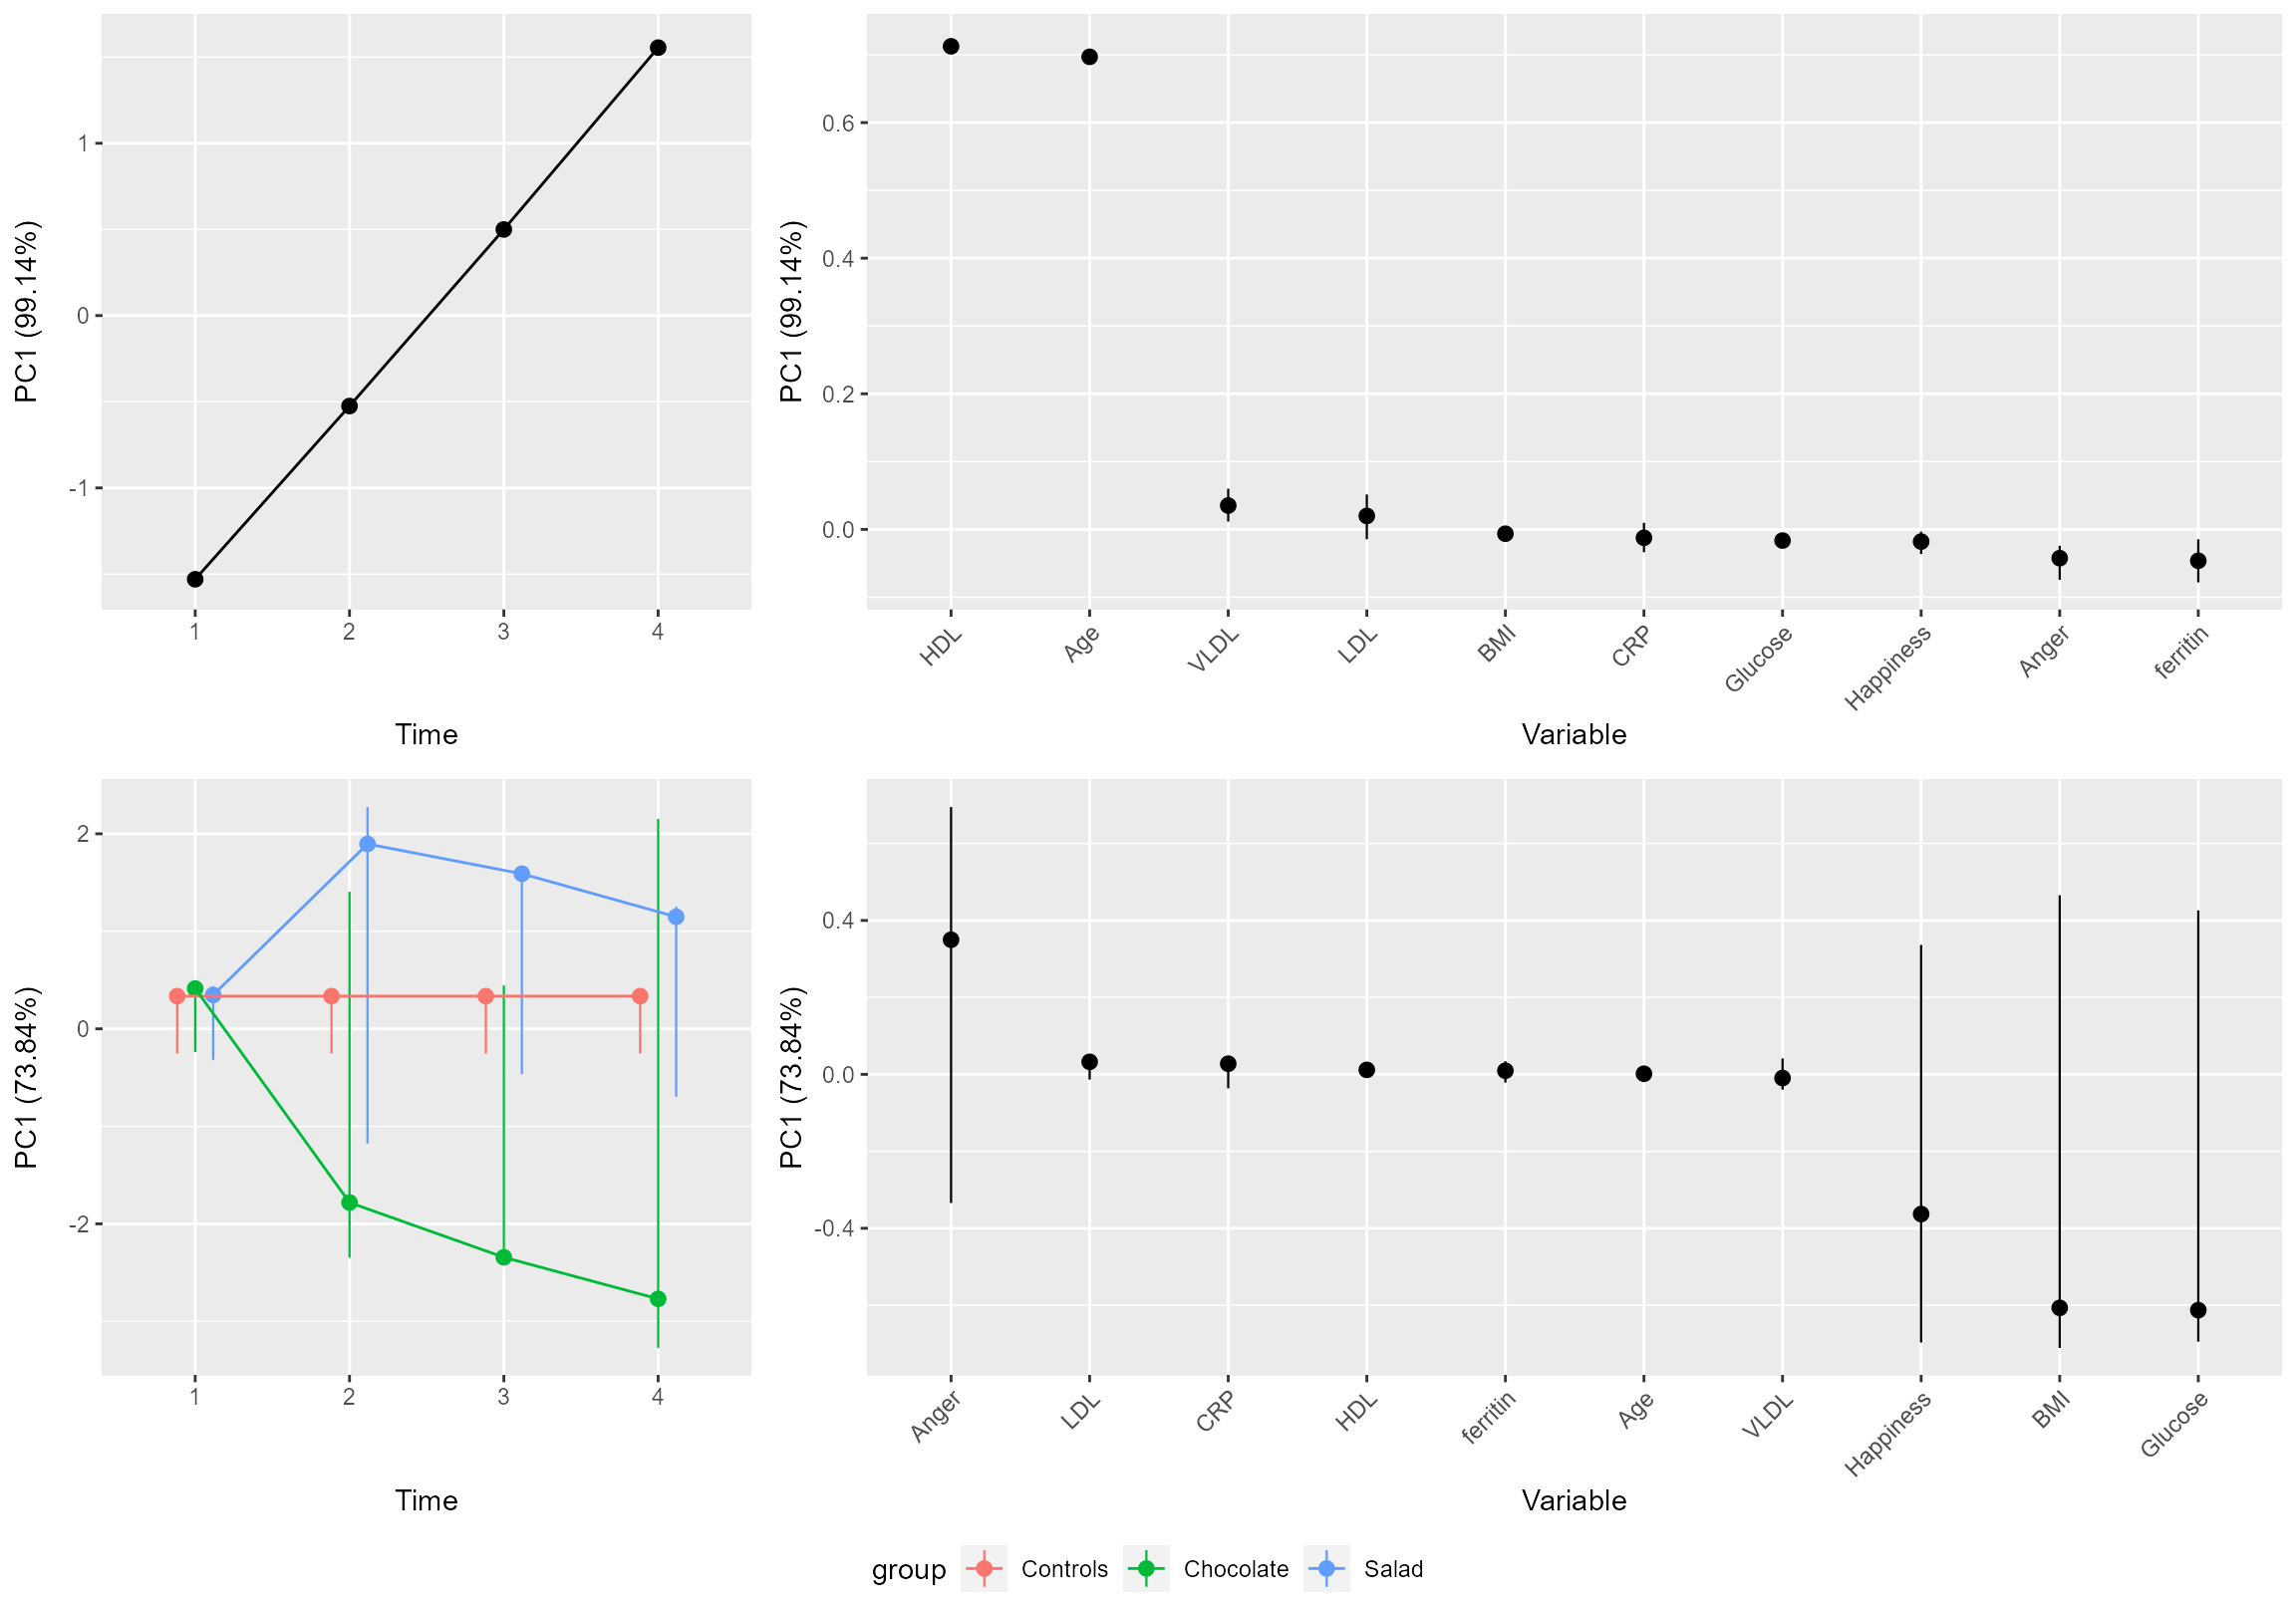 PC1 (99.14%)
1
0
-1
1 2 3 4
Time
PC1 (99.14%)
0.6
0.4
0.2
0.0
HDL Age VLDL LDL BMI CRP Glucose Happiness Anger ferritin
Variable
PC1 (73.84%)
2
0
-2
1 2 3 4
Time
PC1 (73.84%)
0.4
0.0
-0.4
Anger LDL CRP HDL ferritin Age VLDL Happiness BMI Glucose
Variable
group Controls Chocolate Salad